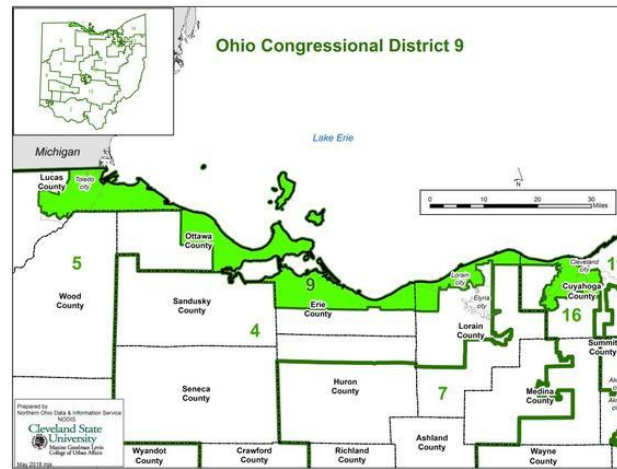 Ohio Congressional District 9
Lake Erie
Michigan
Lucas
County
Toledo
city
N
0
10
20
30
Miles
Ottawa
County
Cleveland
city
Lorain
city
Cuyahoga
County
5
9
Elyria
city
16
Wood
County
Sandusky
County
4
Erie
County
Lorain
County
Summit
County
Seneca
County
Huron
County
7
Medina
County
Prepared by
Northern Ohio Data & Information Service
NODIS
Cleveland State
University
Maxine Goodman Levin
College of Urban Affairs
May 2018 mjs
Wyandot
County
Crawford
County
Richland
County
Ashland
County
Wayne
County